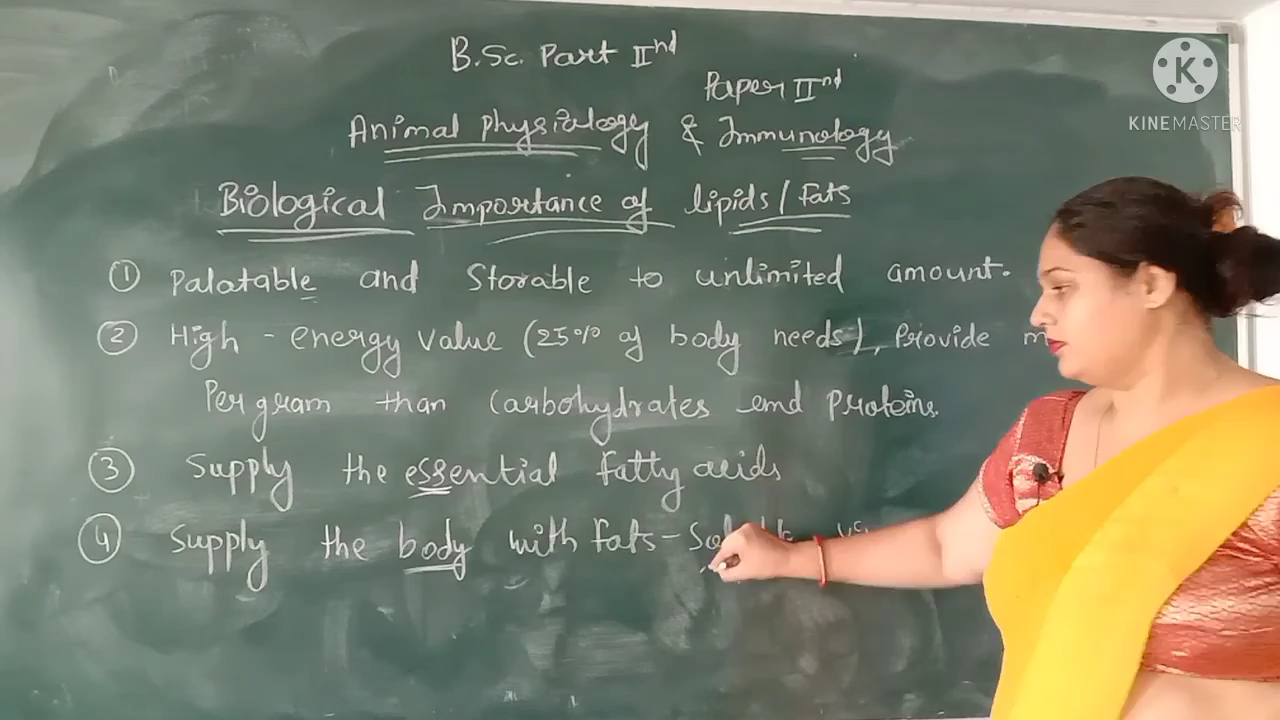 B.Sc. Part IInd
Paper IInd
Animal Physiology & Immunology
Biological Importance of lipids/Fats
① Palatable and Storable to unlimited amount.
② High-energy value (25% of body needs), Provide
Per gram than Carbohydrates and Proteins.
③ Supply the essential Fatty acids
④ Supply the body with Fats-
K
KINEMASTER